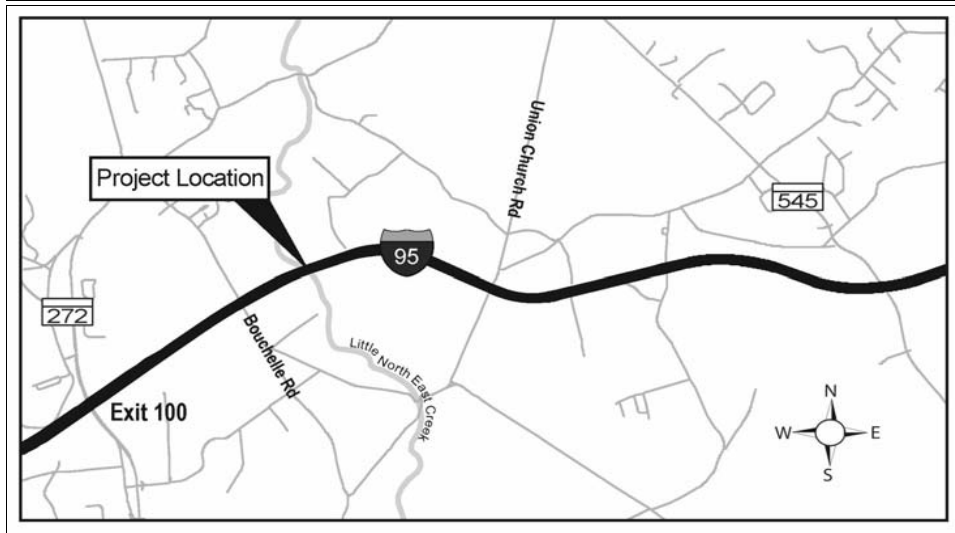 Union Church Rd
Project Location
545
95
272
Bouchelle Rd
Little North East Creek
Exit 100
N
W E
S